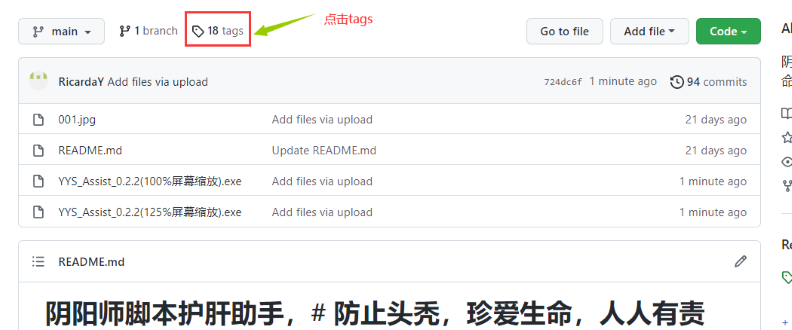 点击tags
main 1 branch 18 tags Go to file Add file Code
RicardaY Add files via upload 724dc6f 1 minute ago 94 commits
001.jpg Add files via upload 21 days ago
README.md Update README.md 21 days ago
YYS_Assist_0.2.2(100%屏幕缩放).exe Add files via upload 1 minute ago
YYS_Assist_0.2.2(125%屏幕缩放).exe Add files via upload 1 minute ago
README.md
阴阳师脚本护肝助手，# 防止头秃，珍爱生命，人人有责